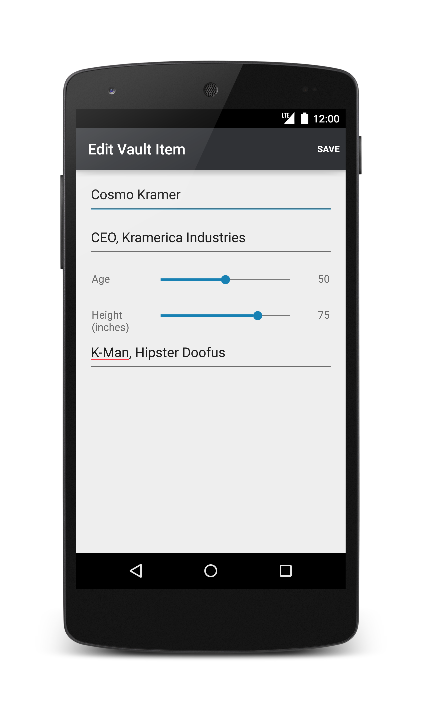 LTE 12:00
Edit Vault Item SAVE
Cosmo Kramer
CEO, Kramerica Industries
Age 50
Height 75
(inches)
K-Man, Hipster Doofus